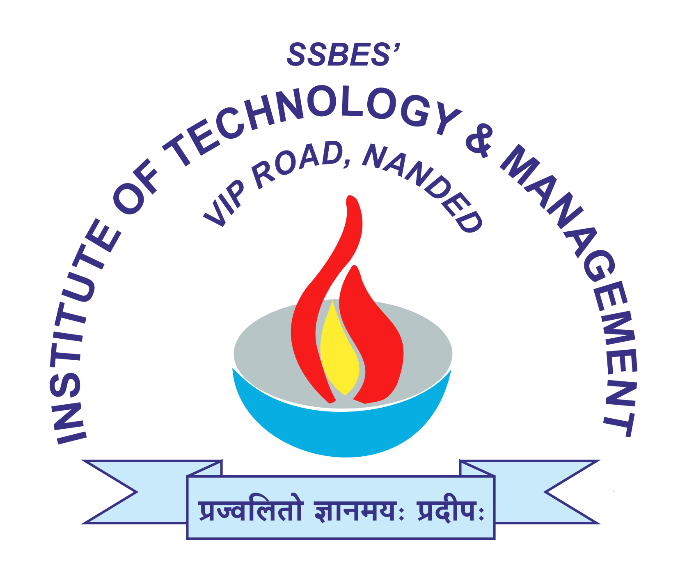 SSBES'
INSTITUTE OF TECHNOLOGY & MANAGEMENT
VIP ROAD, NANDED
प्रज्वलितो ज्ञानमयः प्रदीपः